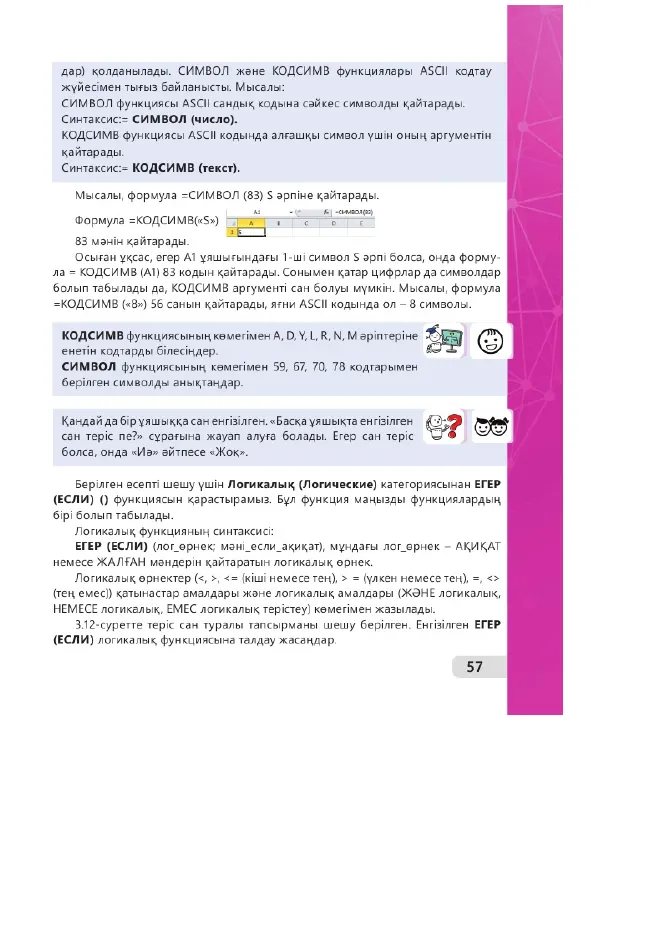 дар) қолданылады. СИМВОЛ және КОДСИМВ функциялары ASCII кодтау
жүйесімен тығыз байланысты. Мысалы:
СИМВОЛ функциясы ASCII сандық кодына сәйкес символды қайтарады.
Синтаксис:= СИМВОЛ (число).
КОДСИМВ функциясы ASCII кодында алғашқы символ үшін оның аргументін
қайтарады.
Синтаксис:= КОДСИМВ (текст).
Мысалы, формула =СИМВОЛ (83) S әрпіне қайтарады.
A1 fx =СИМВОЛ(83)
Формула =КОДСИМВ(«S»)
A B C D E
1 S
83 мәнін қайтарады.
Осыған ұқсас, егер А1 ұяшығындағы 1-ші символ S әрпі болса, онда форму-
ла = КОДСИМВ (А1) 83 кодын қайтарады. Сонымен қатар цифрлар да символдар
болып табылады да, КОДСИМВ аргументі сан болуы мүмкін. Мысалы, формула
=КОДСИМВ («8») 56 санын қайтарады, яғни ASCII кодында ол – 8 символы.
КОДСИМВ функциясының көмегімен A, D, Y, L, R, N, M әріптеріне
енетін кодтарды білесіңдер.
СИМВОЛ функциясының көмегімен 59, 67, 70, 78 кодтарымен
берілген символды анықтаңдар.
Қандай да бір ұяшыққа сан енгізілген. «Басқа ұяшықта енгізілген
сан теріс пе?» сұрағына жауап алуға болады. Егер сан теріс
болса, онда «Иә» әйтпесе «Жоқ».
Берілген есепті шешу үшін Логикалық (Логические) категориясынан ЕГЕР
(ЕСЛИ) () функциясын қарастырамыз. Бұл функция маңызды функциялардың
бірі болып табылады.
Логикалық функцияның синтаксисі:
ЕГЕР (ЕСЛИ) (лог_өрнек; мәні_если_ақиқат), мұндағы лог_өрнек – АҚИҚАТ
немесе ЖАЛҒАН мәндерін қайтаратын логикалық өрнек.
Логикалық өрнектер (<, >, <= (кіші немесе тең), > = (үлкен немесе тең), =, <>
(тең емес)) қатынастар амалдары және логикалық амалдары (ЖӘНЕ логикалық,
НЕМЕСЕ логикалық, ЕМЕС логикалық терістеу) көмегімен жазылады.
3.12-суретте теріс сан туралы тапсырманы шешу берілген. Енгізілген ЕГЕР
(ЕСЛИ) логикалық функциясына талдау жасаңдар.
57